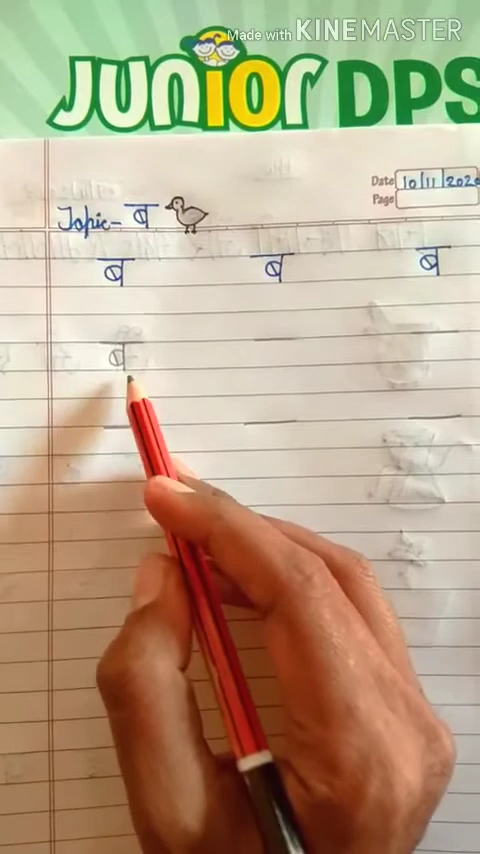 Made with KINEMASTER
JUNIOR DPS
Date 10/11/2020
Page
Topic- ब
ब ब ब
ब